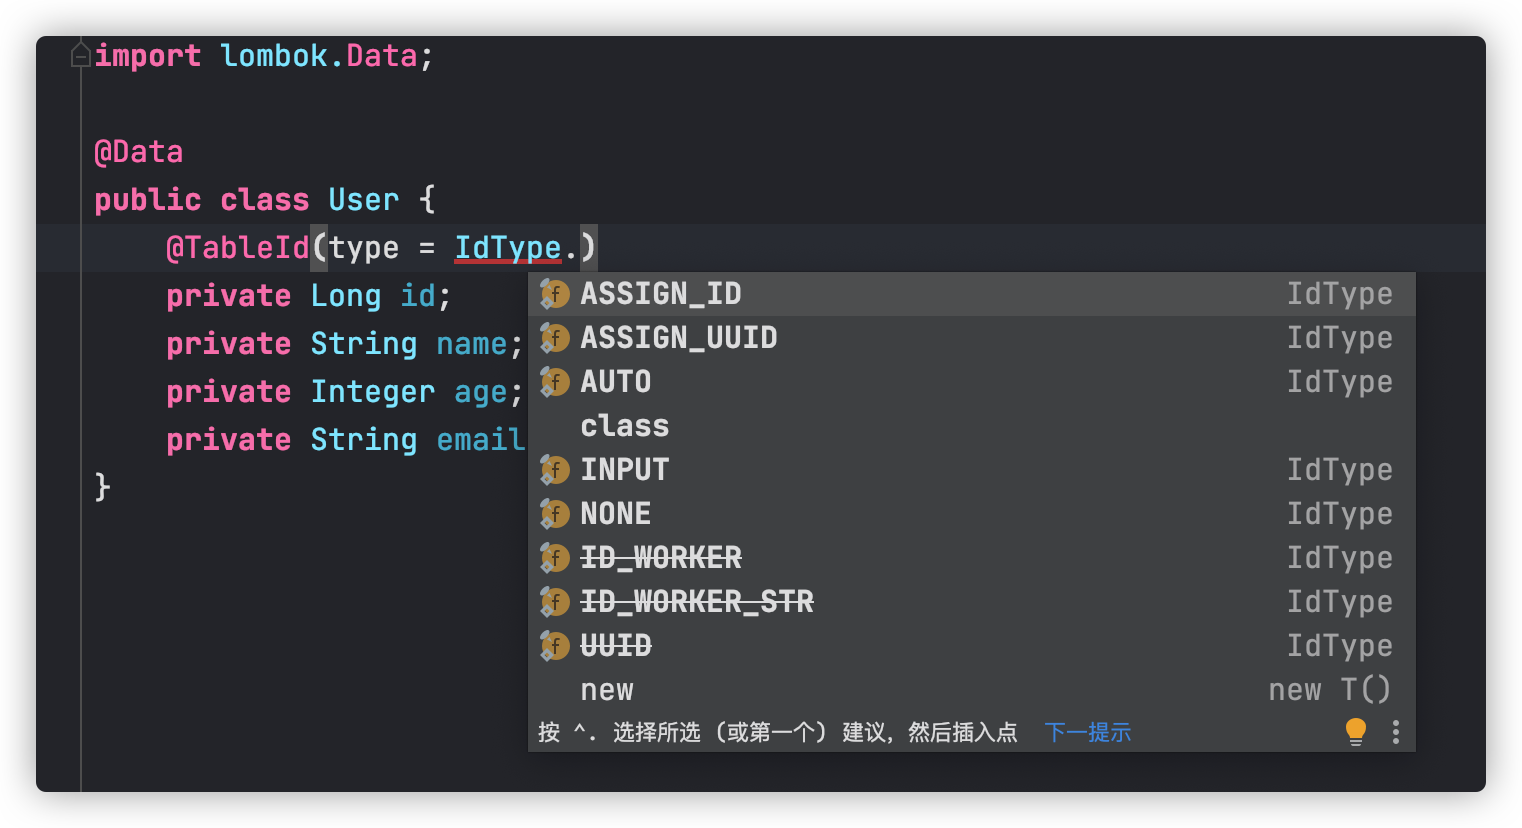 import lombok.Data;
@Data
public class User {
@TableId(type = IdType.)
private Long id;
private String name;
private Integer age;
private String email
}
ASSIGN_ID IdType
ASSIGN_UUID IdType
AUTO IdType
class
INPUT IdType
NONE IdType
ID_WORKER IdType
ID_WORKER_STR IdType
UUID IdType
new new T()
按 ^. 选择所选（或第一个）建议，然后插入点 下一提示